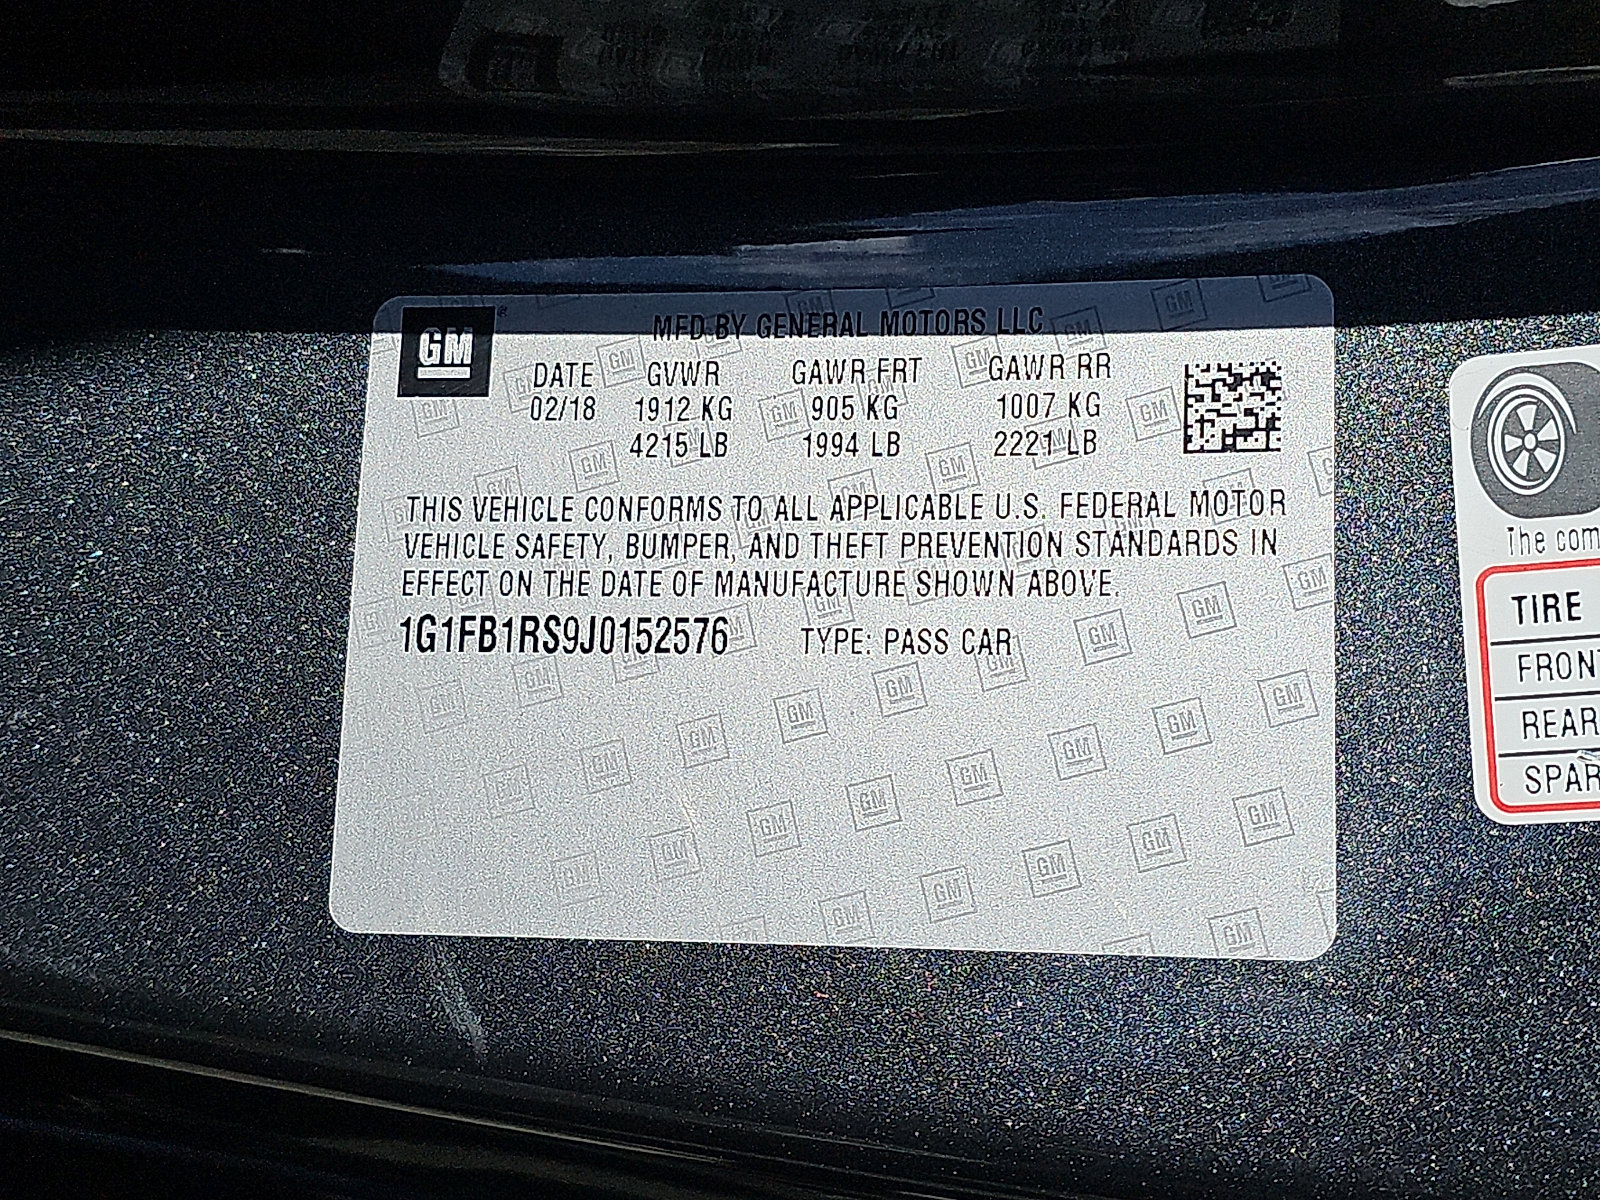 GM
MFD BY GENERAL MOTORS LLC
DATE GVWR GAWR FRT GAWR RR
02/18 1912 KG 905 KG 1007 KG
4215 LB 1994 LB 2221 LB
THIS VEHICLE CONFORMS TO ALL APPLICABLE U.S. FEDERAL MOTOR
VEHICLE SAFETY, BUMPER, AND THEFT PREVENTION STANDARDS IN
EFFECT ON THE DATE OF MANUFACTURE SHOWN ABOVE.
1G1FB1RS9J0152576 TYPE: PASS CAR
The com
TIRE
FRONT
REAR
SPAR